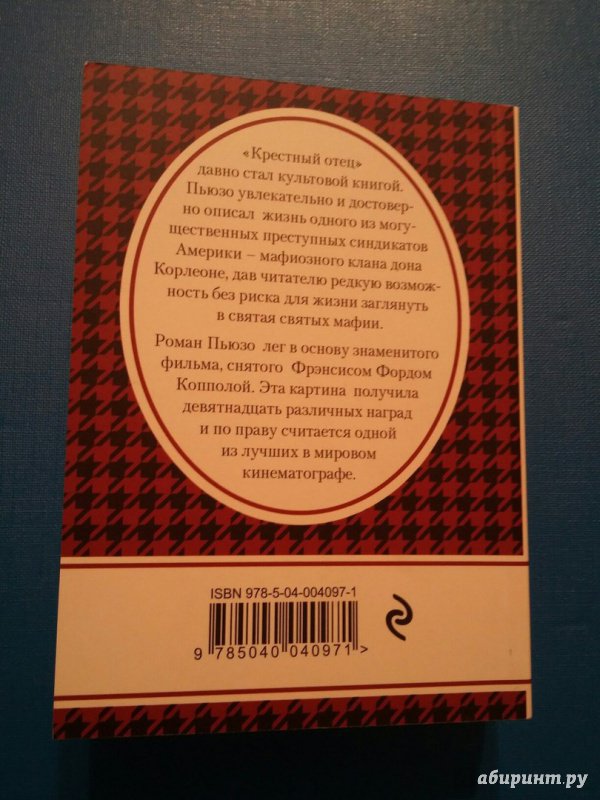 «Крестный отец»
давно стал культовой книгой.
Пьюзо увлекательно и достовер-
но описал жизнь одного из могу-
щественных преступных синдикатов
Америки – мафиозного клана дона
Корлеоне, дав читателю редкую возмож-
ность без риска для жизни заглянуть
в святая святых мафии.
Роман Пьюзо лег в основу знаменитого
фильма, снятого Фрэнсисом Фордом
Копполой. Эта картина получила
девятнадцать различных наград
и по праву считается одной
из лучших в мировом
кинематографе.
ISBN 978-5-04-004097-1
9 785040 040971 >
абиринт.ру